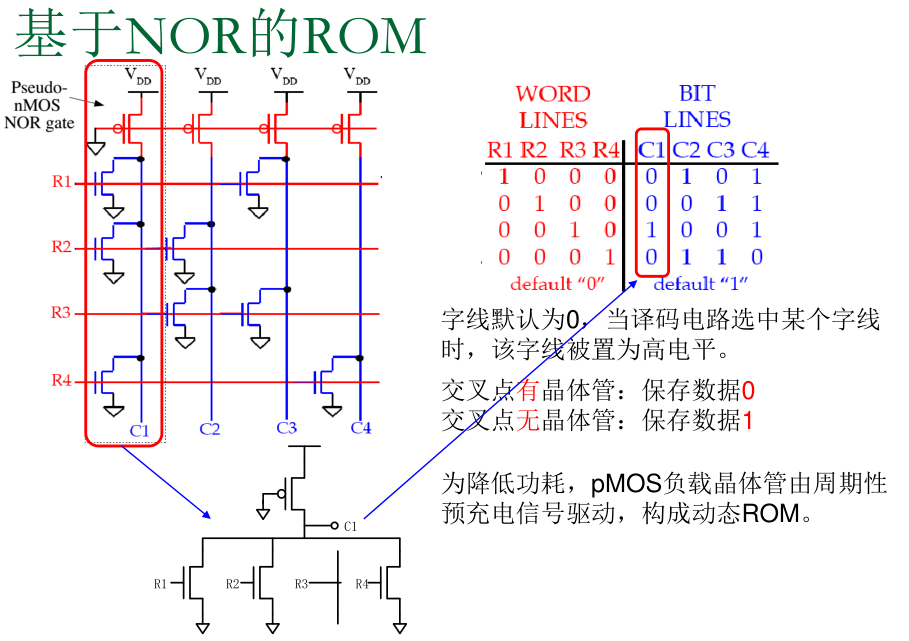 基于NOR的ROM
Pseudo-
nMOS
NOR gate
VDD VDD VDD VDD
R1
R2
R3
R4
C1 C2 C3 C4
WORD LINES BIT LINES
R1 R2 R3 R4 C1 C2 C3 C4
1 0 0 0 0 1 0 1
0 1 0 0 0 0 1 1
0 0 1 0 1 0 0 1
0 0 0 1 0 1 1 0
default “0” default “1”
字线默认为0，当译码电路选中某个字线
时，该字线被置为高电平。
交叉点有晶体管：保存数据0
交叉点无晶体管：保存数据1
为降低功耗，pMOS负载晶体管由周期性
预充电信号驱动，构成动态ROM。
C1
R1 R2 R3 R4